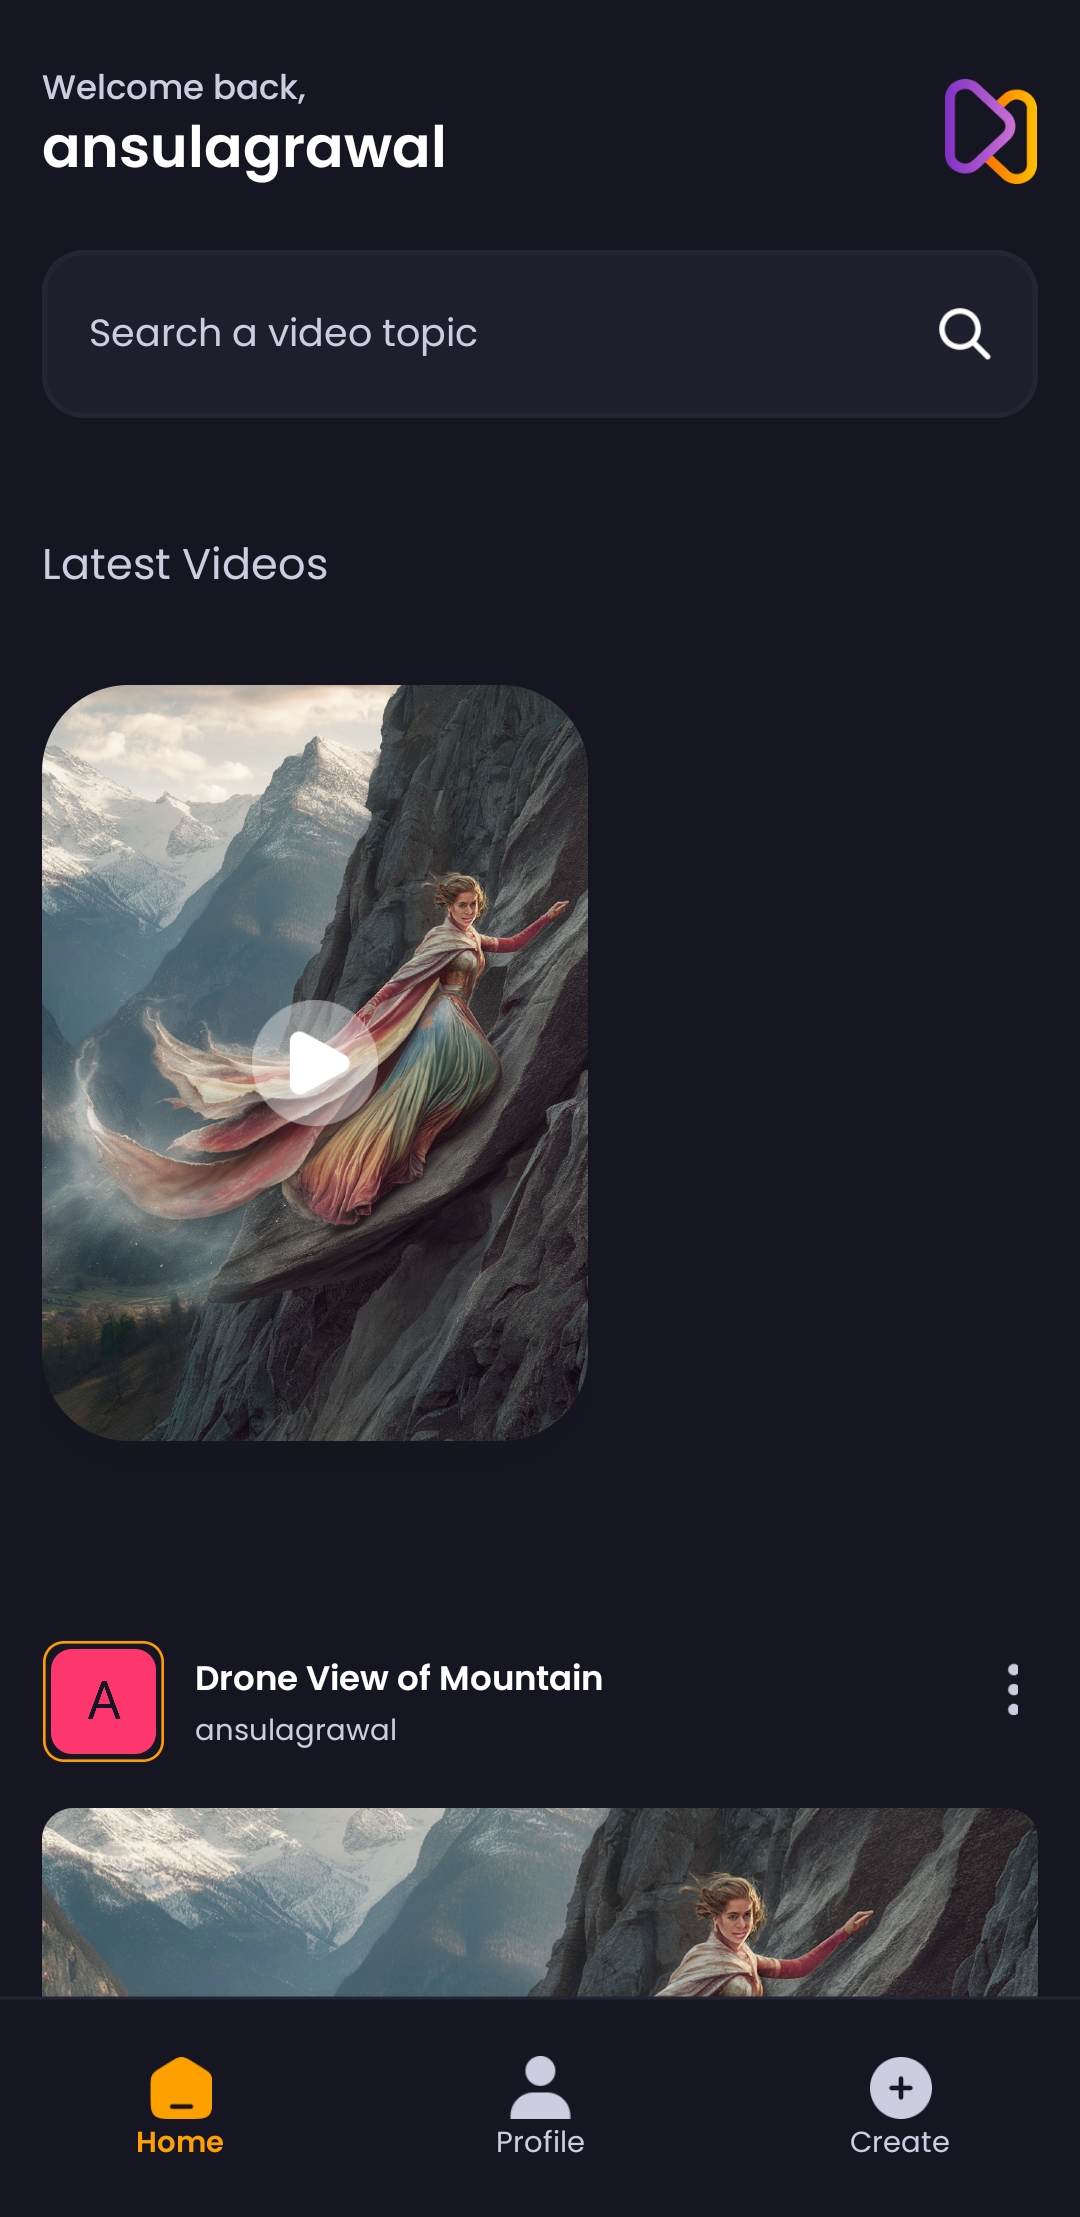 Welcome back,
ansulagrawal
Search a video topic
Latest Videos
A
Drone View of Mountain
ansulagrawal
Home
Profile
Create